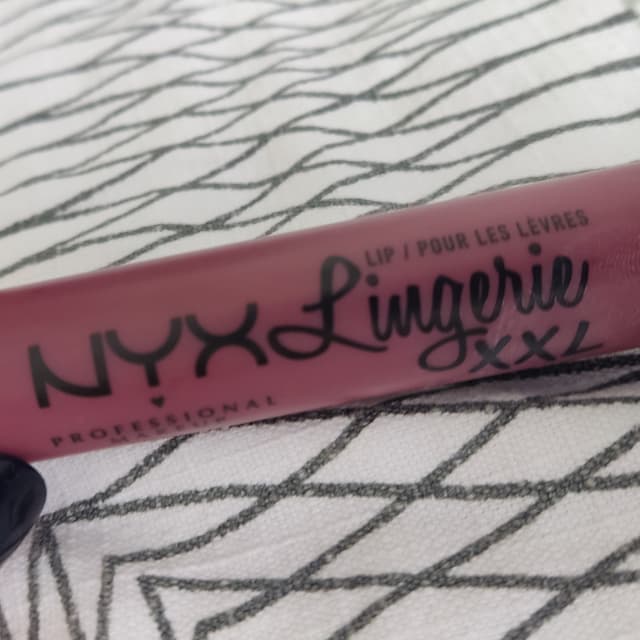 NYX
PROFESSIONAL
LIP / POUR LES LÈVRES
Lingerie
XXL